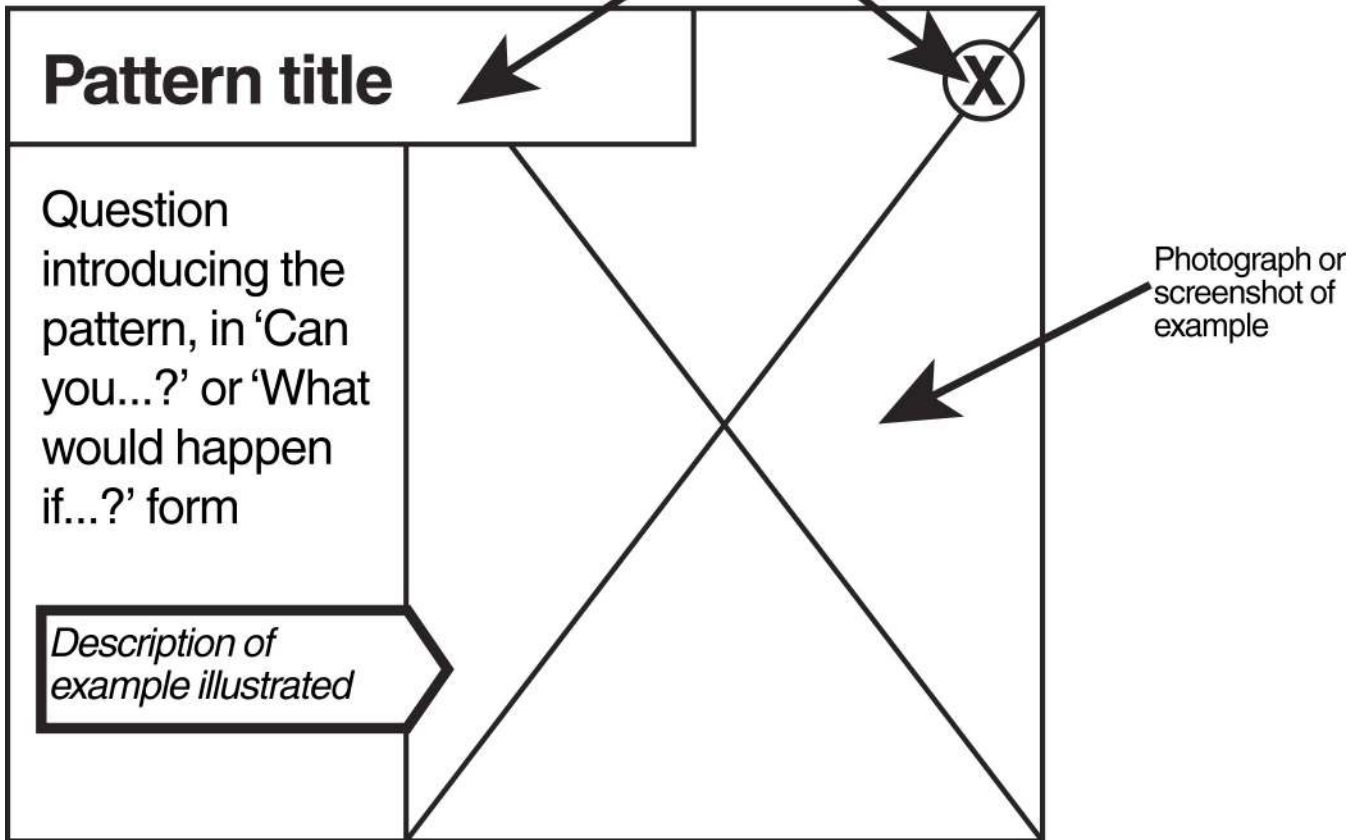 Pattern title
X
Question
introducing the
pattern, in ‘Can
you...?’ or ‘What
would happen
if...?’ form
Description of
example illustrated
Photograph or
screenshot of
example